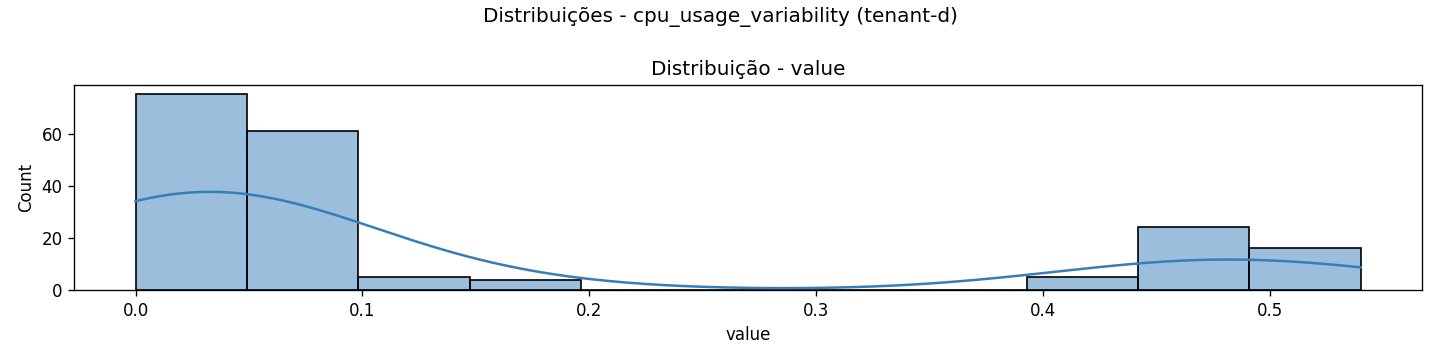 Distribuições - cpu_usage_variability (tenant-d)
Distribuição - value
Count
60
40
20
0
0.0 0.1 0.2 0.3 0.4 0.5
value